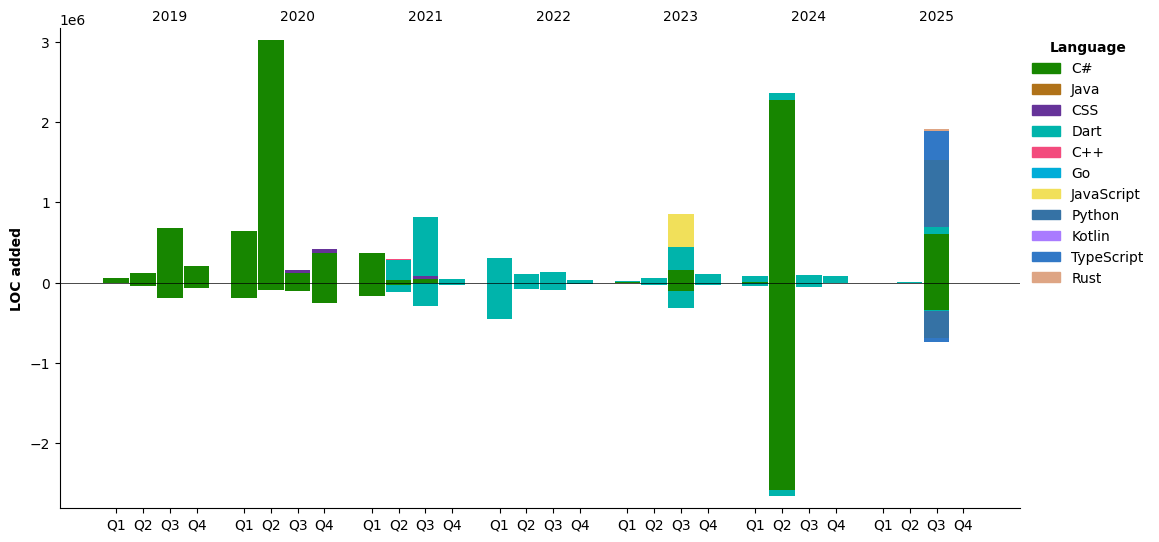 1e6
2019 2020 2021 2022 2023 2024 2025
3
2
1
0
−1
−2
LOC added
Q1 Q2 Q3 Q4 Q1 Q2 Q3 Q4 Q1 Q2 Q3 Q4 Q1 Q2 Q3 Q4 Q1 Q2 Q3 Q4 Q1 Q2 Q3 Q4 Q1 Q2 Q3 Q4
Language
C#
Java
CSS
Dart
C++
Go
JavaScript
Python
Kotlin
TypeScript
Rust